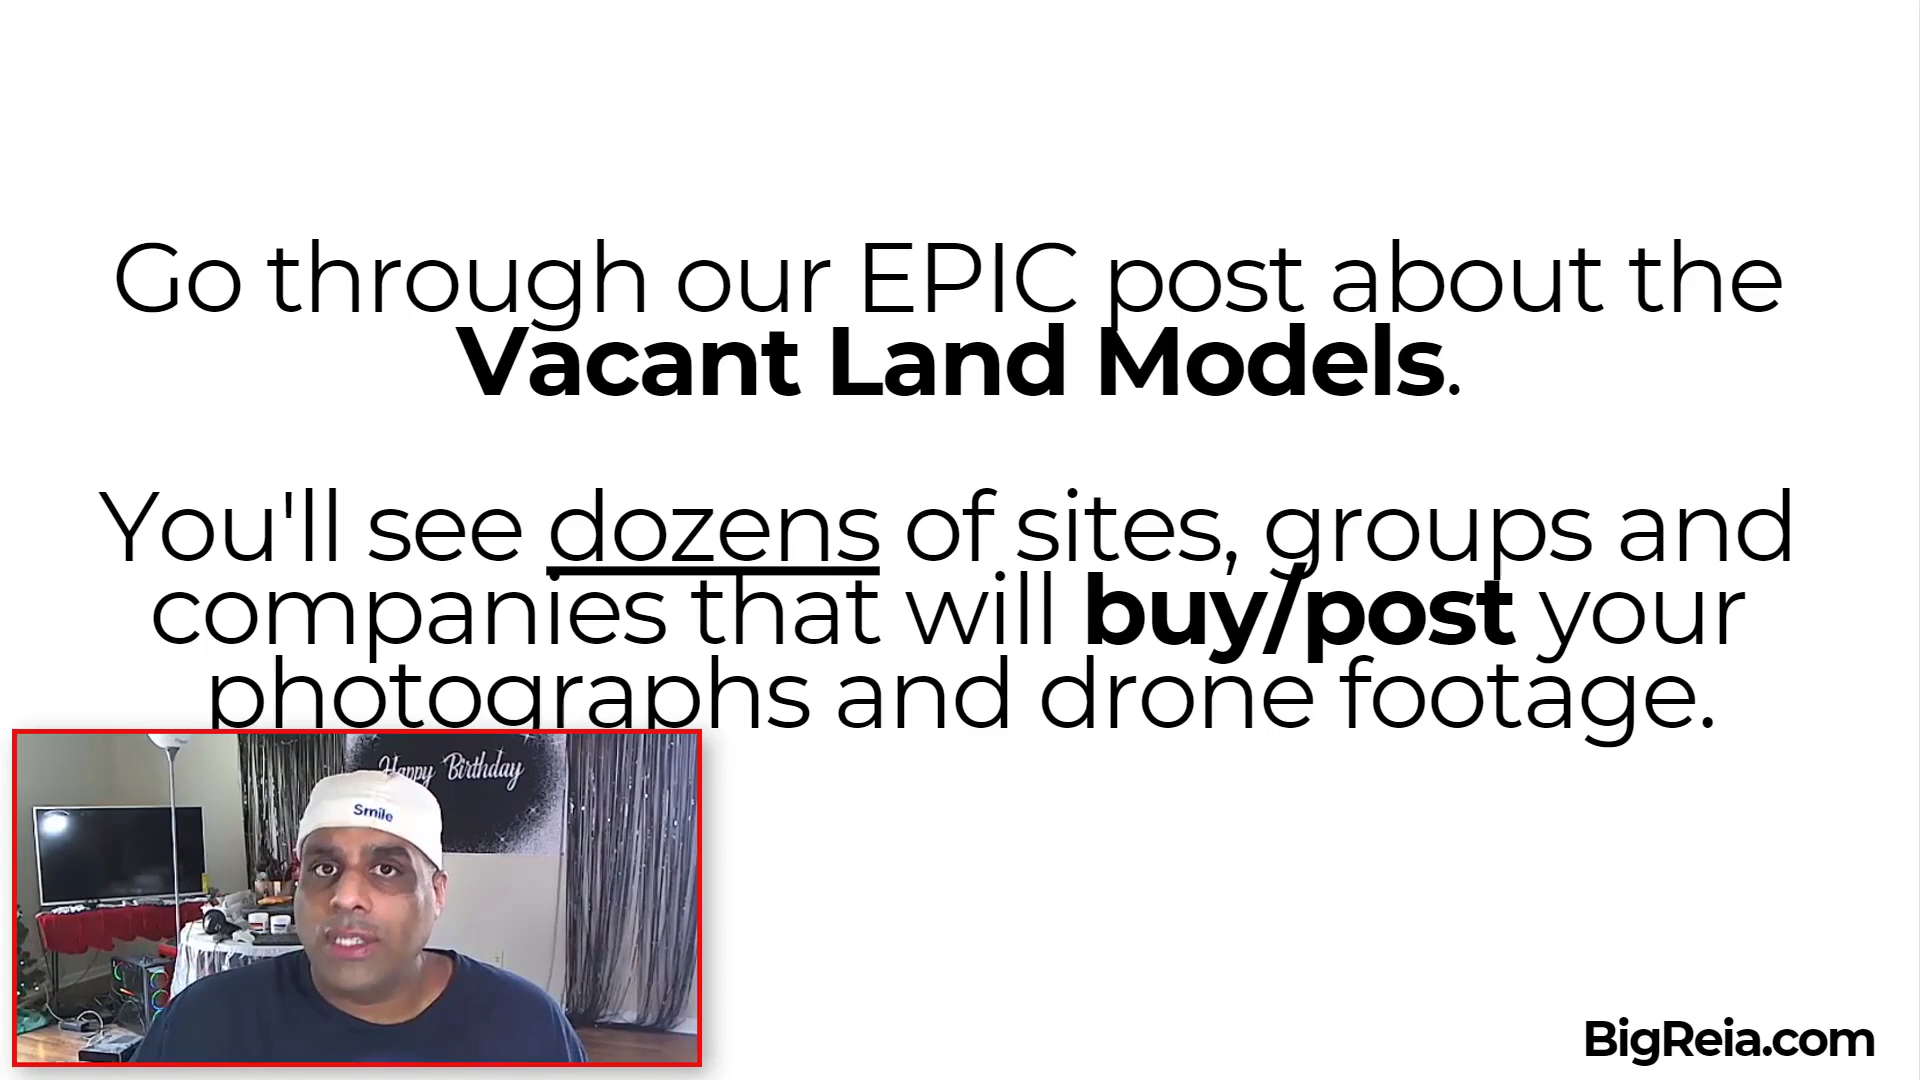 Go through our EPIC post about the
Vacant Land Models.
You'll see dozens of sites, groups and
companies that will buy/post your
photographs and drone footage.
Happy Birthday
Smile
BigReia.com